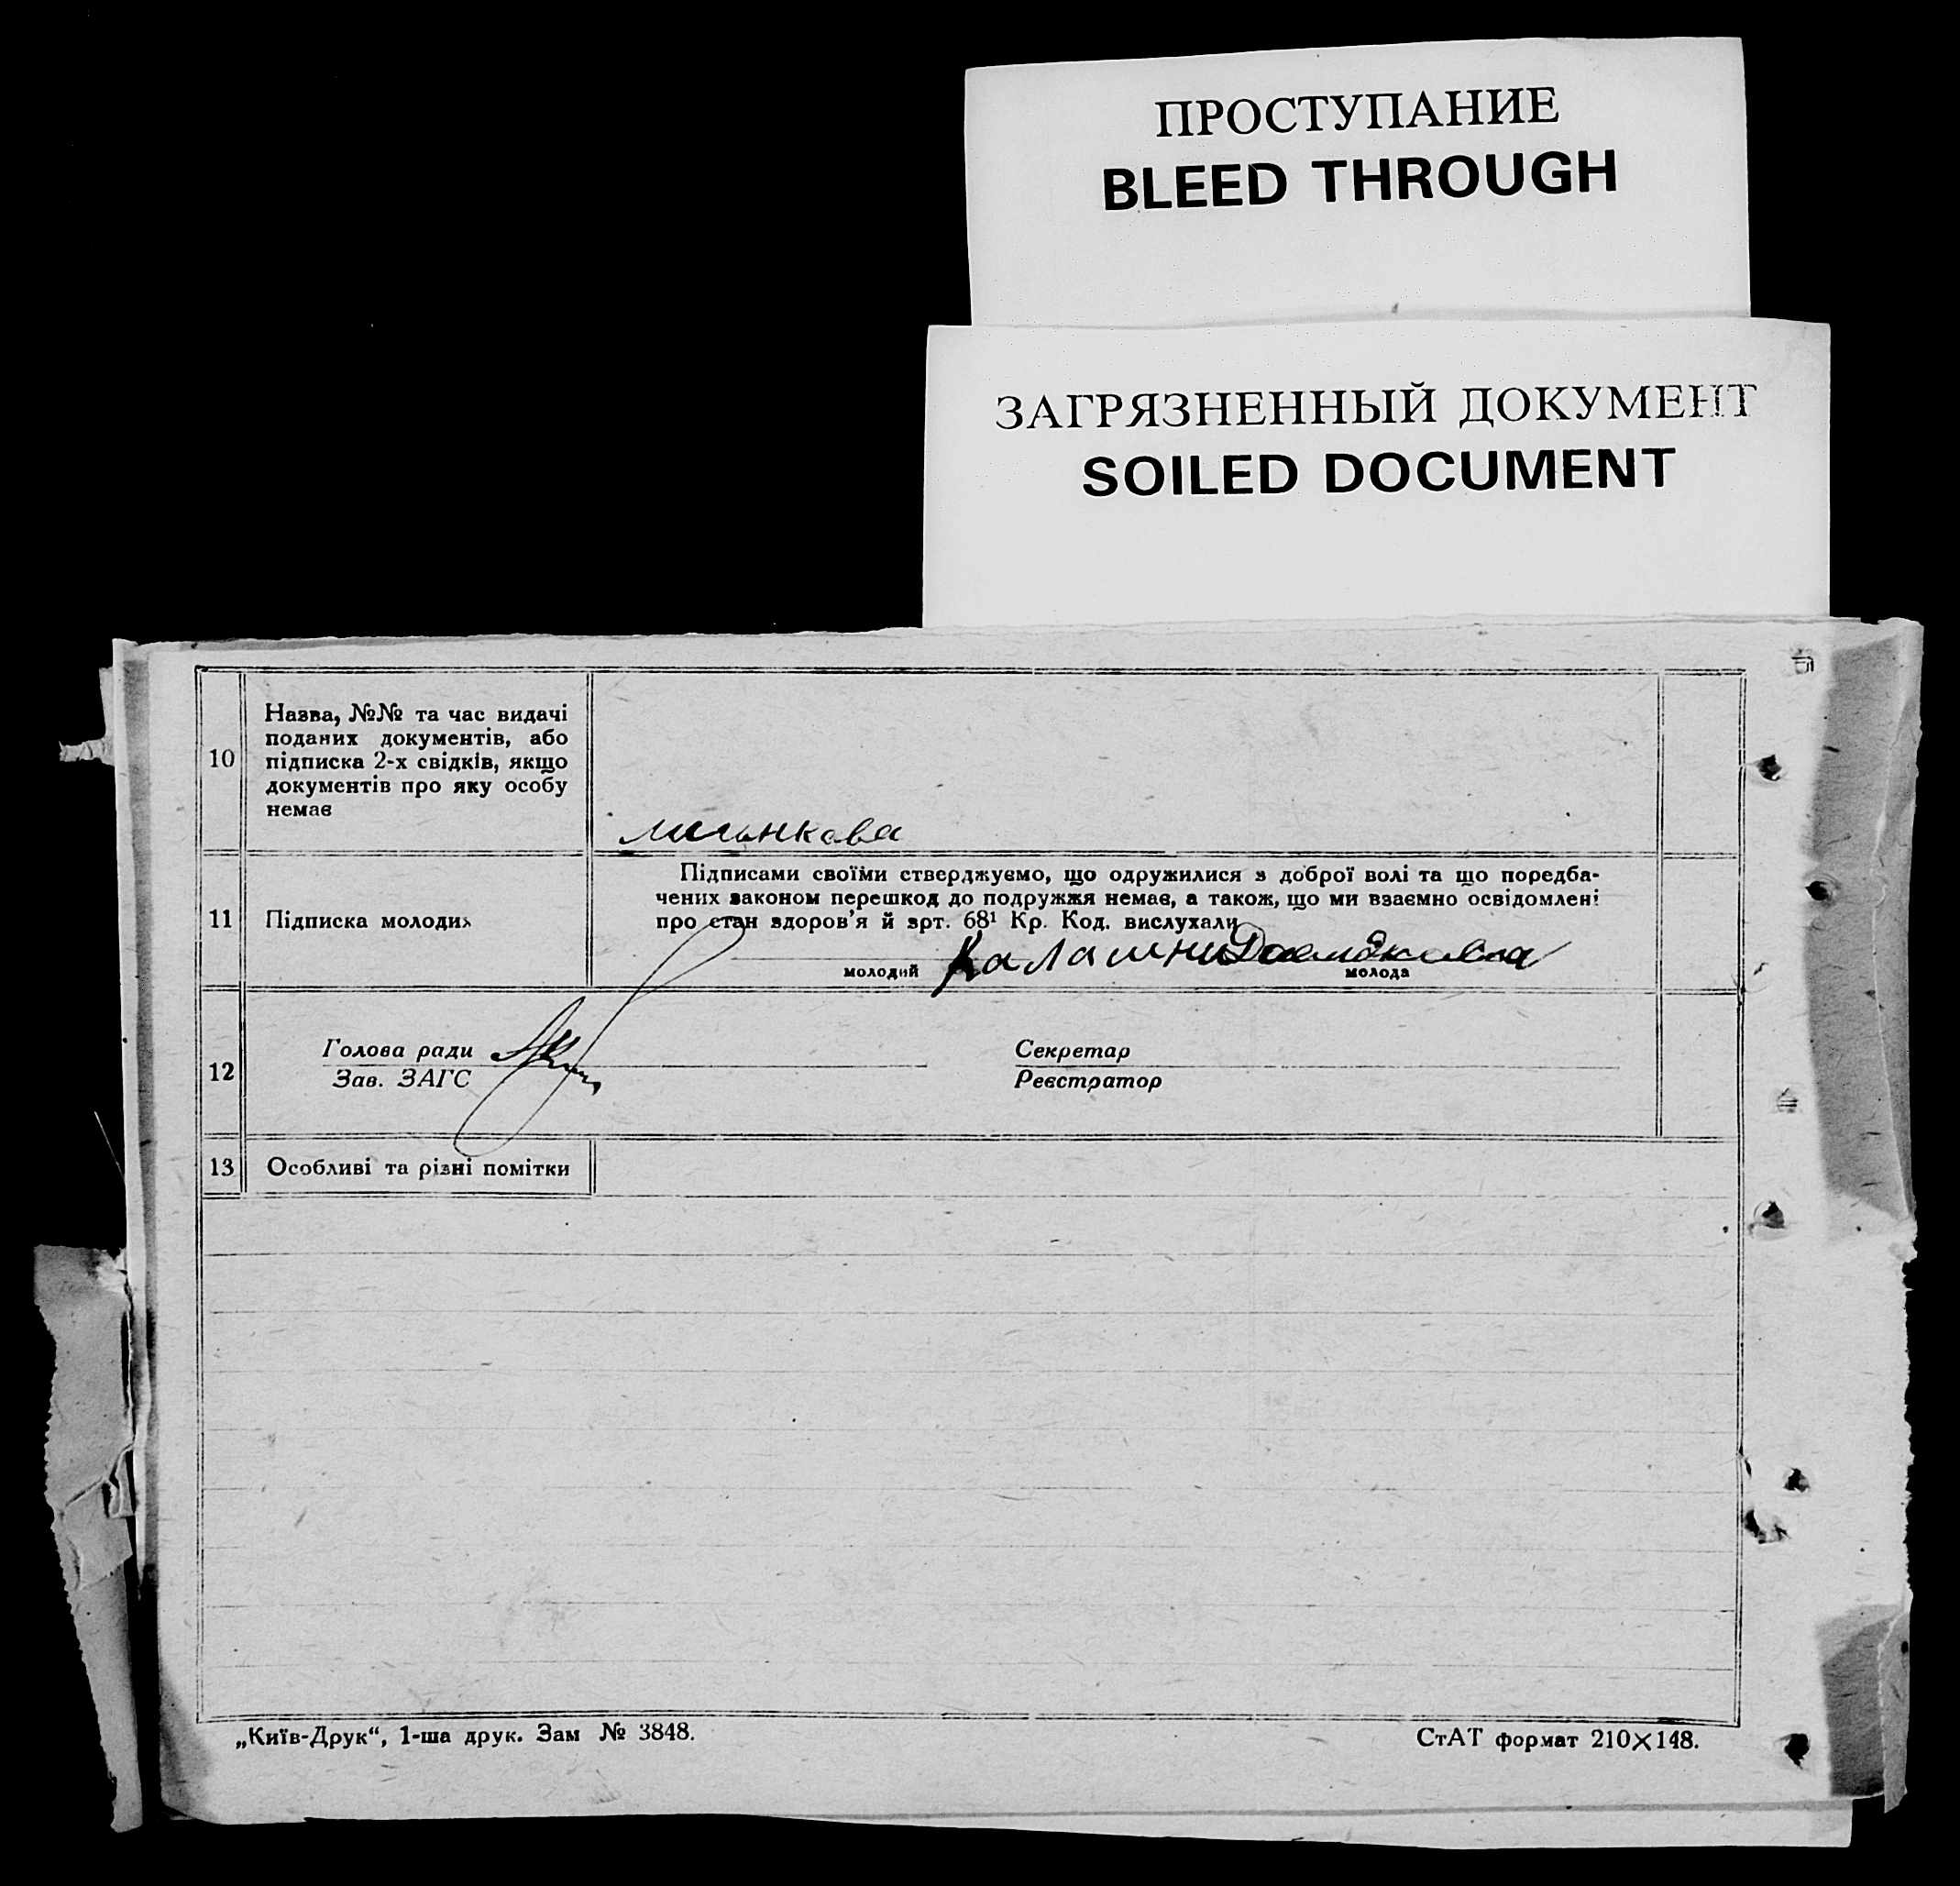 ПРОСТУПАНИЕ
BLEED THROUGH
ЗАГРЯЗНЕННЫЙ ДОКУМЕНТ
SOILED DOCUMENT
10
Назва, №№ та час видачі
поданих документів, або
підписка 2-х свідків, якщо
документів про яку особу
немає
11
Підписка молодих
Підписами своїми стверджуємо, що одружилися з доброї волі та що поредба-
чених законом перешкод до подружжя немає, а також, що ми взаємно освідомлені
про стан здоров'я й зрт. 68¹ Кр. Код. вислухали
Калашни
молодий
молода
12
Голова ради
Зав. ЗАГС
Секретар
Реєстратор
13
Особливі та різні помітки
„Київ-Друк“, 1-ша друк. Зам № 3848.
СтАТ формат 210×148.